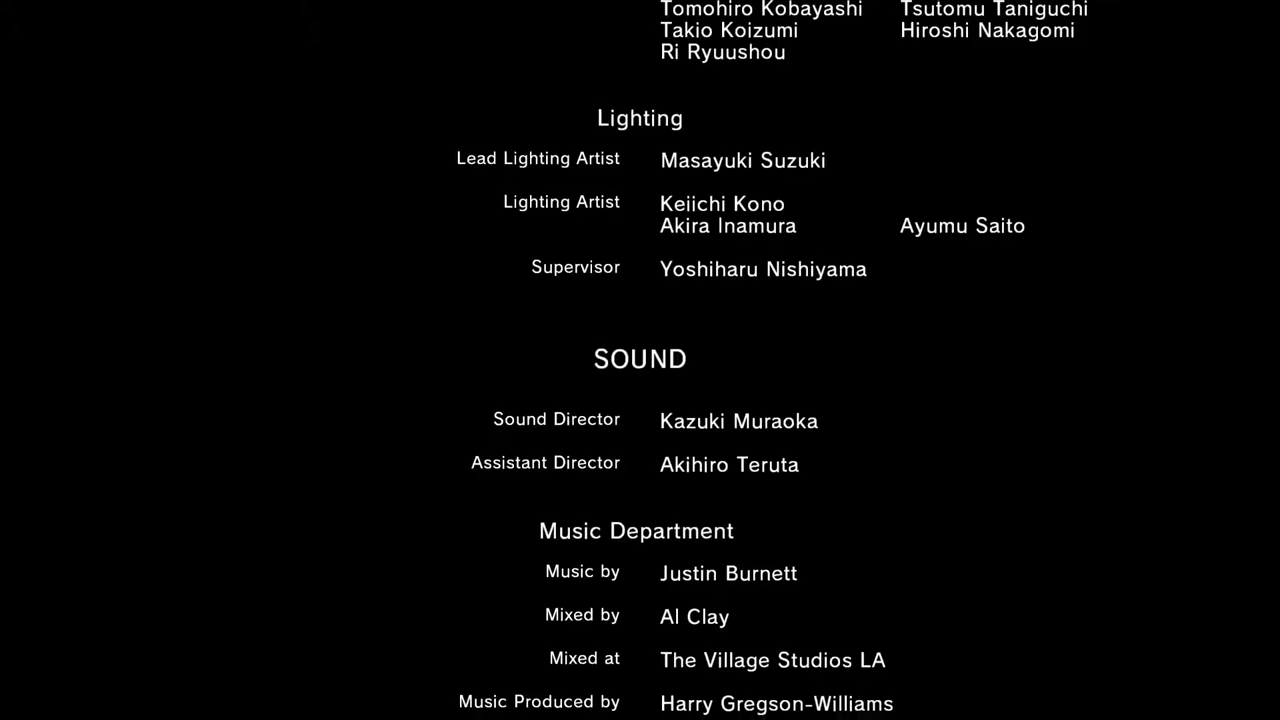 Tomohiro Kobayashi Tsutomu Taniguchi
Takio Koizumi Hiroshi Nakagomi
Ri Ryuushou
Lighting
Lead Lighting Artist Masayuki Suzuki
Lighting Artist Keiichi Kono
Akira Inamura Ayumu Saito
Supervisor Yoshiharu Nishiyama
SOUND
Sound Director Kazuki Muraoka
Assistant Director Akihiro Teruta
Music Department
Music by Justin Burnett
Mixed by Al Clay
Mixed at The Village Studios LA
Music Produced by Harry Gregson-Williams